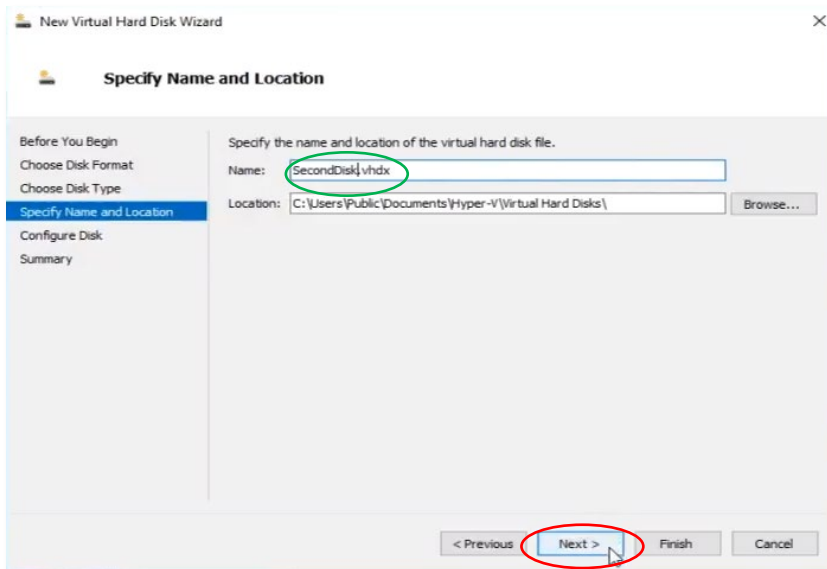 New Virtual Hard Disk Wizard
Specify Name and Location
Before You Begin
Choose Disk Format
Choose Disk Type
Specify Name and Location
Configure Disk
Summary
Specify the name and location of the virtual hard disk file.
Name: SecondDisk.vhdx
Location: C:\Users\Public\Documents\Hyper-V\Virtual Hard Disks\ Browse...
< Previous Next > Finish Cancel